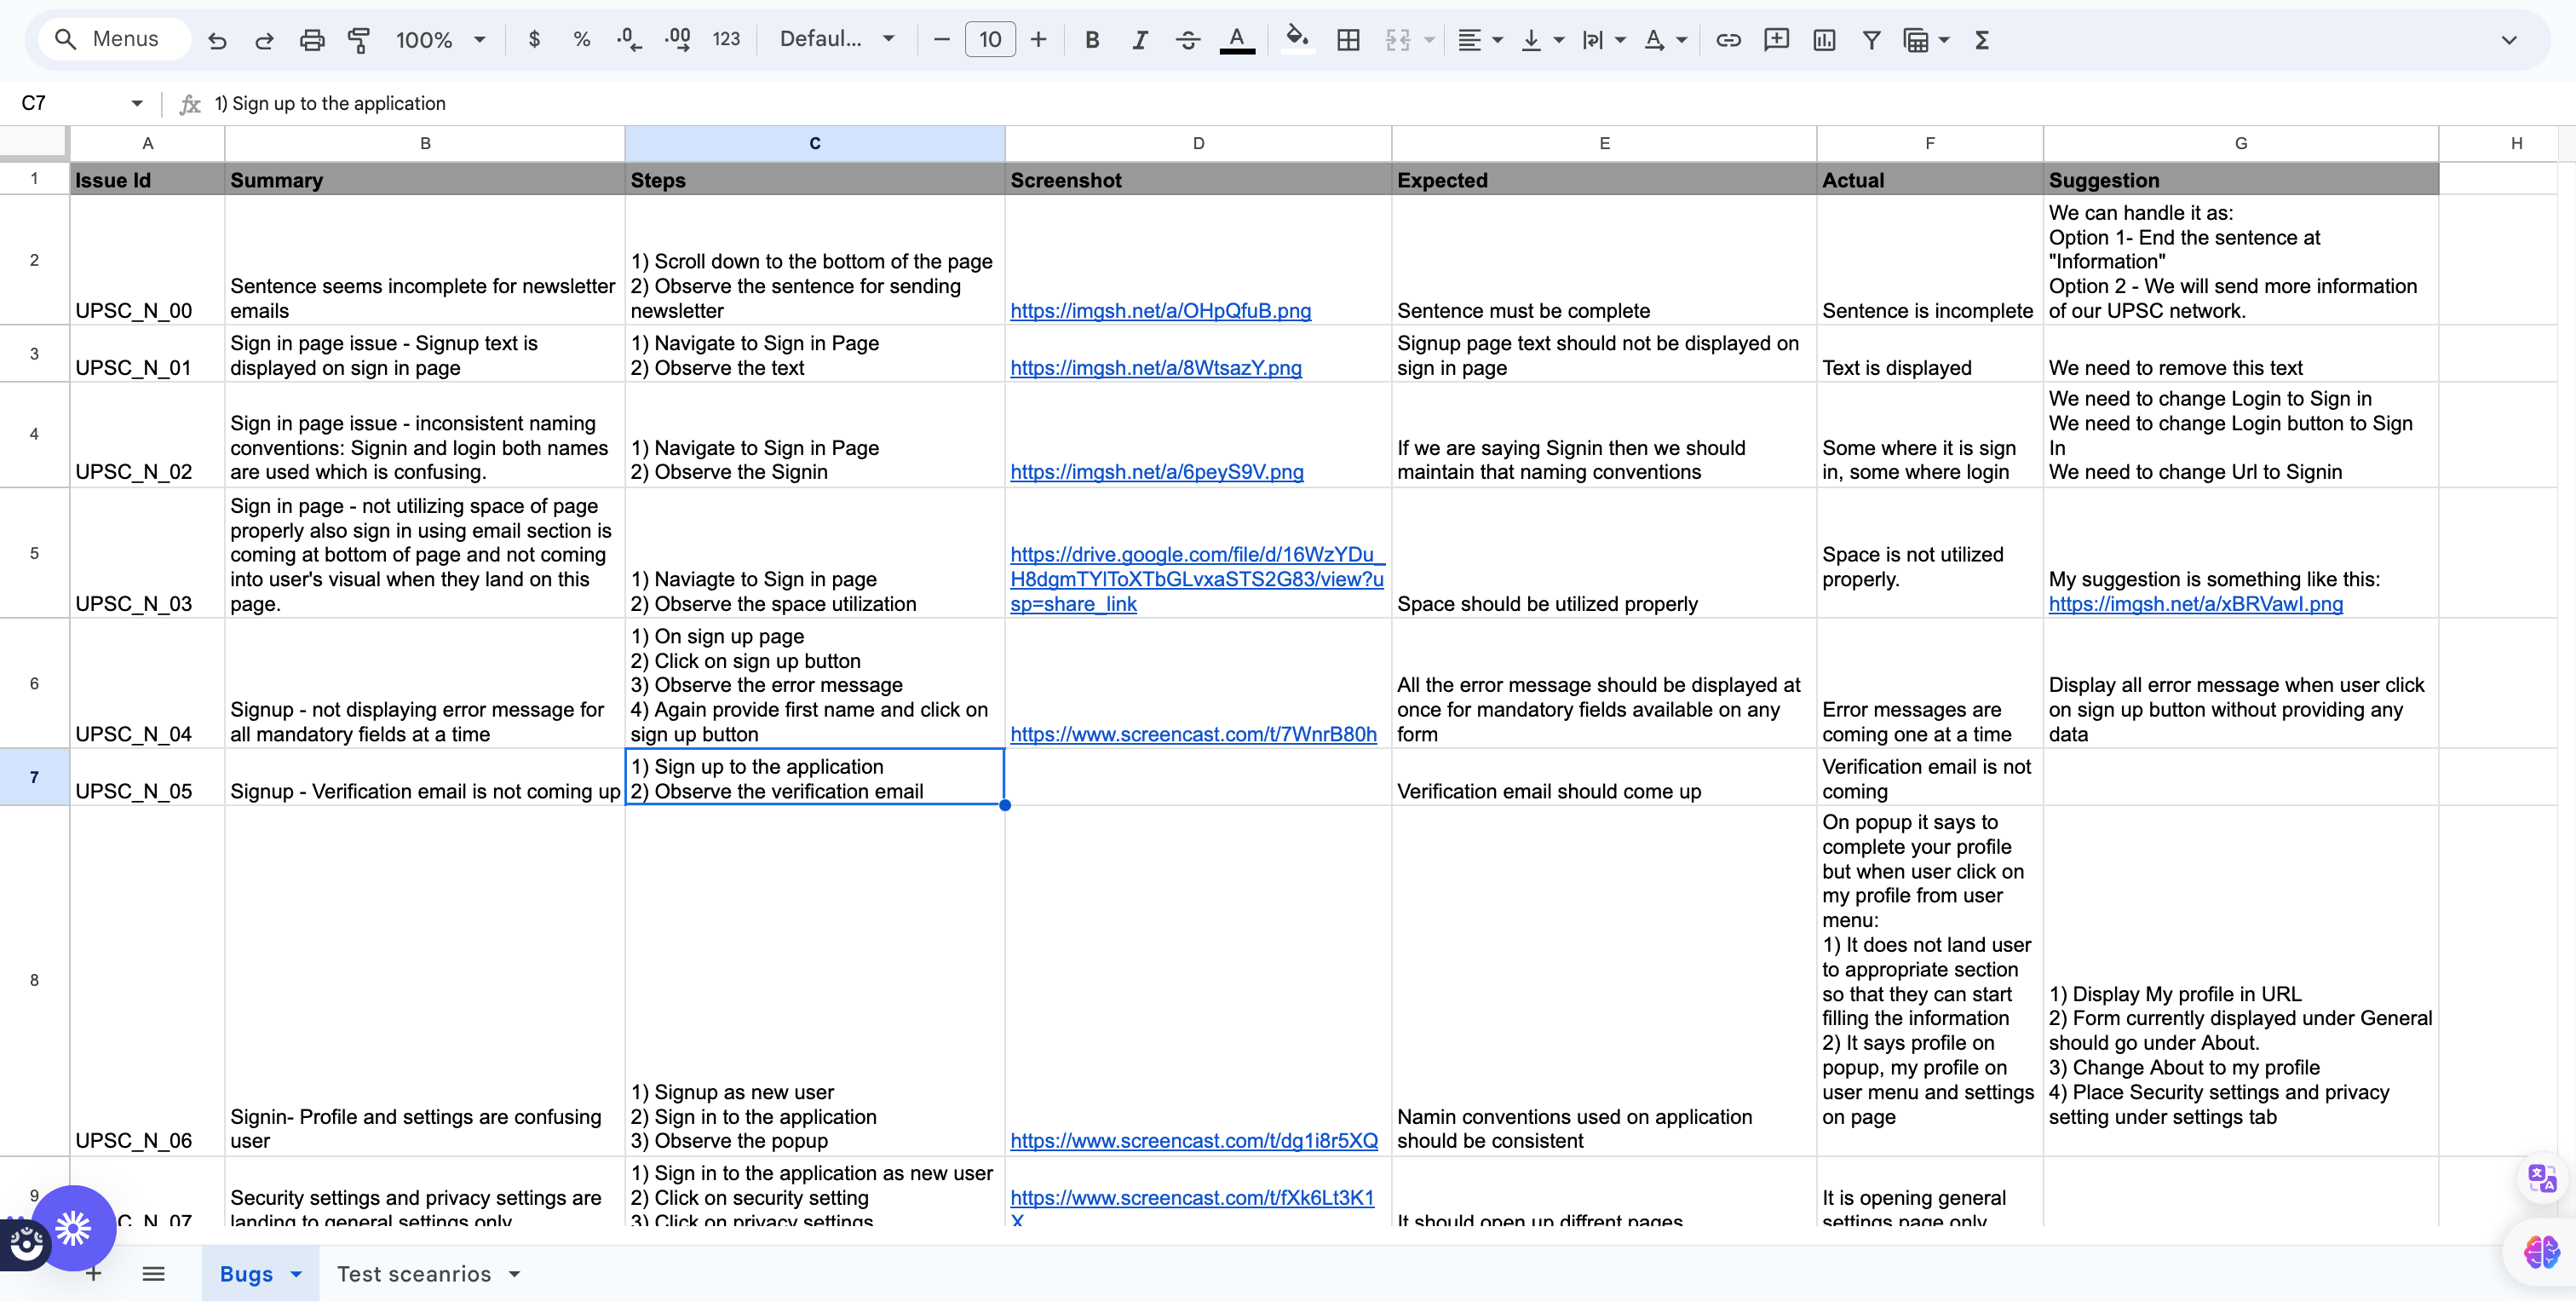 Menus
100%
$
%
.0
.00
123
Defaul...
10
B
I
A
A
Σ
C7
fx
1) Sign up to the application
A
B
C
D
E
F
G
H
1
Issue Id
Summary
Steps
Screenshot
Expected
Actual
Suggestion
2
UPSC_N_00
Sentence seems incomplete for newsletter
emails
1) Scroll down to the bottom of the page
2) Observe the sentence for sending
newsletter
https://imgsh.net/a/OHpQfuB.png
Sentence must be complete
Sentence is incomplete
We can handle it as:
Option 1- End the sentence at
"Information"
Option 2 - We will send more information
of our UPSC network.
3
UPSC_N_01
Sign in page issue - Signup text is
displayed on sign in page
1) Navigate to Sign in Page
2) Observe the text
https://imgsh.net/a/8WtsazY.png
Signup page text should not be displayed on
sign in page
Text is displayed
We need to remove this text
4
UPSC_N_02
Sign in page issue - inconsistent naming
conventions: Signin and login both names
are used which is confusing.
1) Navigate to Sign in Page
2) Observe the Signin
https://imgsh.net/a/6peyS9V.png
If we are saying Signin then we should
maintain that naming conventions
Some where it is sign
in, some where login
We need to change Login to Sign in
We need to change Login button to Sign
In
We need to change Url to Signin
5
UPSC_N_03
Sign in page - not utilizing space of page
properly also sign in using email section is
coming at bottom of page and not coming
into user's visual when they land on this
page.
1) Naviagte to Sign in page
2) Observe the space utilization
https://drive.google.com/file/d/16WzYDu_
H8dgmTYlToXTbGLvxaSTS2G83/view?u
sp=share_link
Space should be utilized properly
Space is not utilized
properly.
My suggestion is something like this:
https://imgsh.net/a/xBRVawI.png
6
UPSC_N_04
Signup - not displaying error message for
all mandatory fields at a time
1) On sign up page
2) Click on sign up button
3) Observe the error message
4) Again provide first name and click on
sign up button
https://www.screencast.com/t/7WnrB80h
All the error message should be displayed at
once for mandatory fields available on any
form
Error messages are
coming one at a time
Display all error message when user click
on sign up button without providing any
data
7
UPSC_N_05
Signup - Verification email is not coming up
1) Sign up to the application
2) Observe the verification email
Verification email should come up
Verification email is not
coming
8
UPSC_N_06
Signin- Profile and settings are confusing
user
1) Signup as new user
2) Sign in to the application
3) Observe the popup
https://www.screencast.com/t/dg1i8r5XQ
Namin conventions used on application
should be consistent
On popup it says to
complete your profile
but when user click on
my profile from user
menu:
1) It does not land user
to appropriate section
so that they can start
filling the information
2) It says profile on
popup, my profile on
user menu and settings
on page
1) Display My profile in URL
2) Form currently displayed under General
should go under About.
3) Change About to my profile
4) Place Security settings and privacy
setting under settings tab
9
C_N_07
Security settings and privacy settings are
landing to general settings only
1) Sign in to the application as new user
2) Click on security setting
3) Click on privacy settings
https://www.screencast.com/t/fXk6Lt3K1
X
It should open up diffrent pages
It is opening general
settings page only
Bugs
Test sceanrios